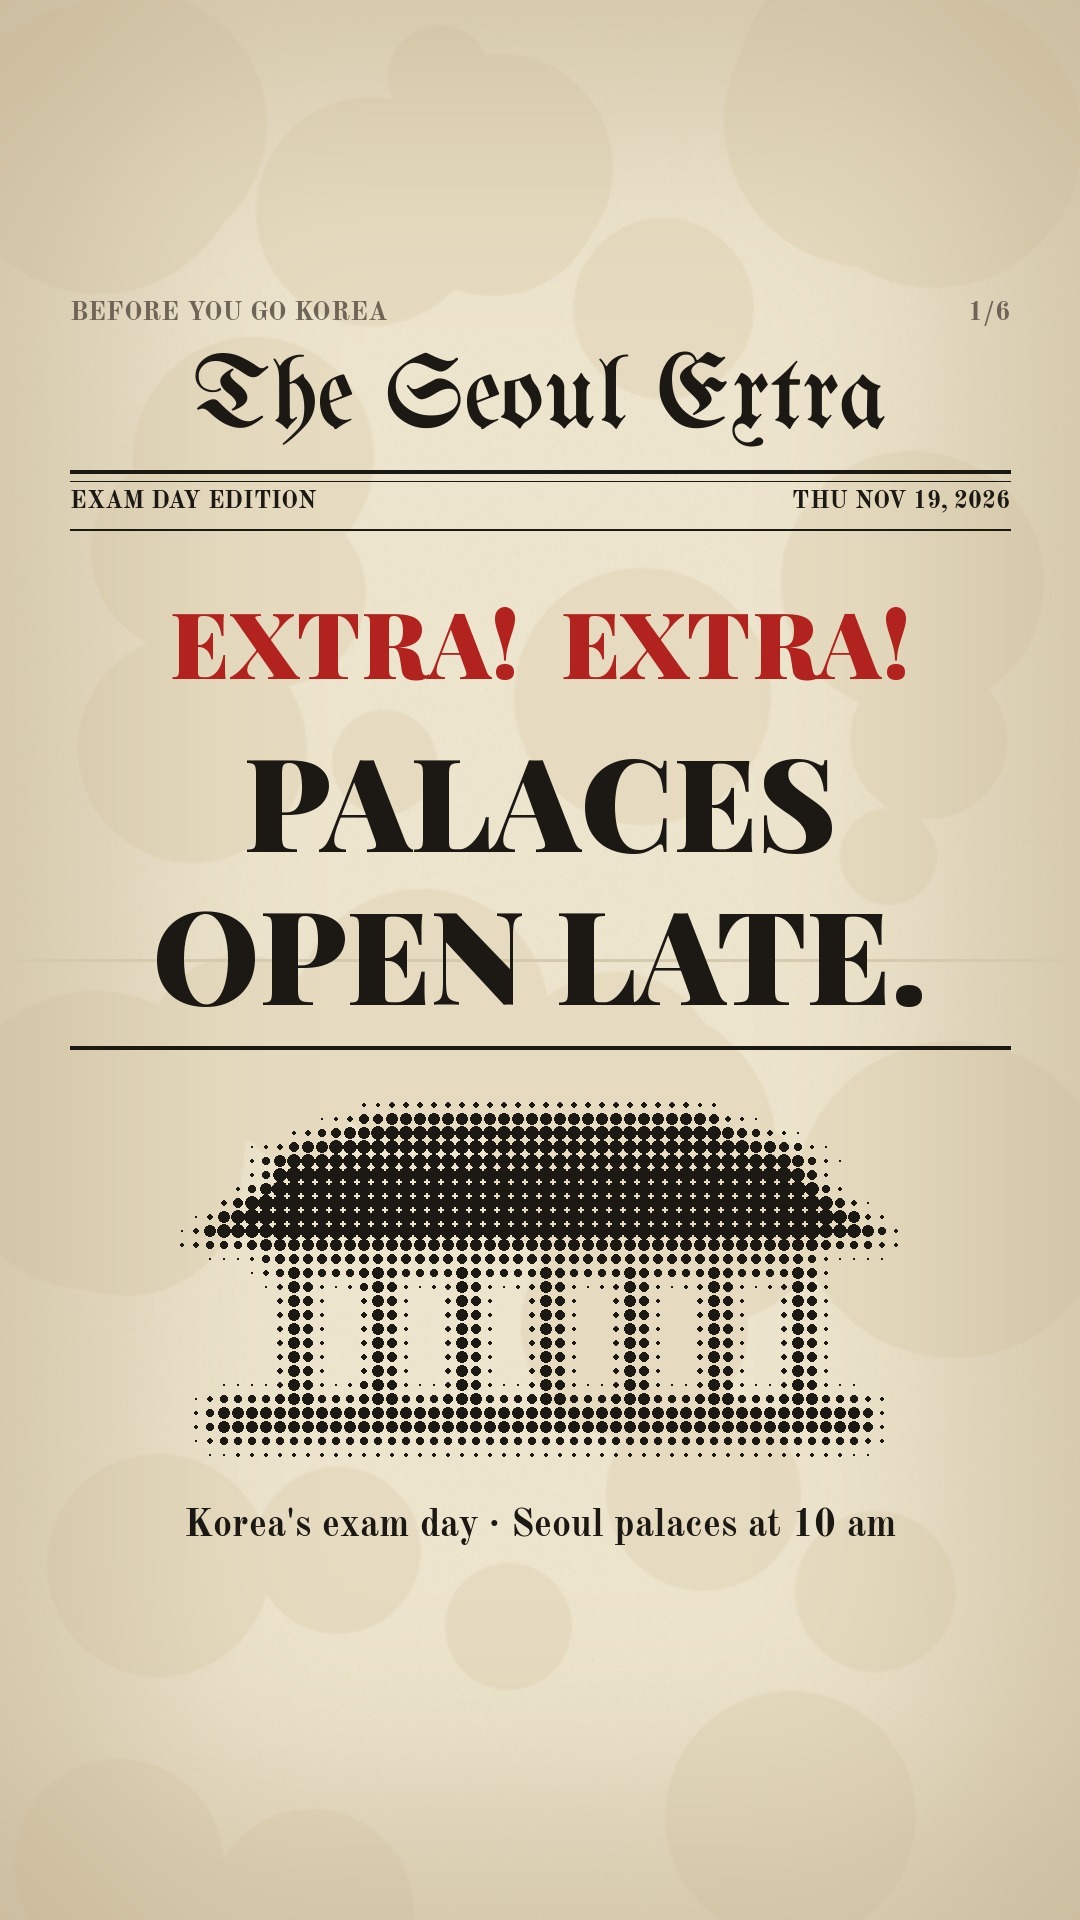 BEFORE YOU GO KOREA 1/6
The Seoul Extra
EXAM DAY EDITION THU NOV 19, 2026
EXTRA! EXTRA!
PALACES
OPEN LATE.
Korea's exam day · Seoul palaces at 10 am